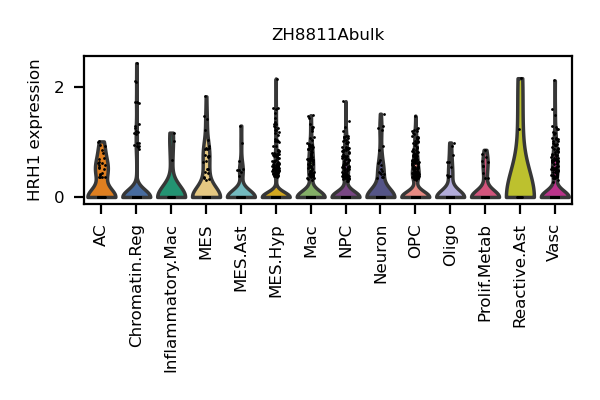 ZH8811Abulk
HRH1 expression
2
0
AC
Chromatin.Reg
Inflammatory.Mac
MES
MES.Ast
MES.Hyp
Mac
NPC
Neuron
OPC
Oligo
Prolif.Metab
Reactive.Ast
Vasc